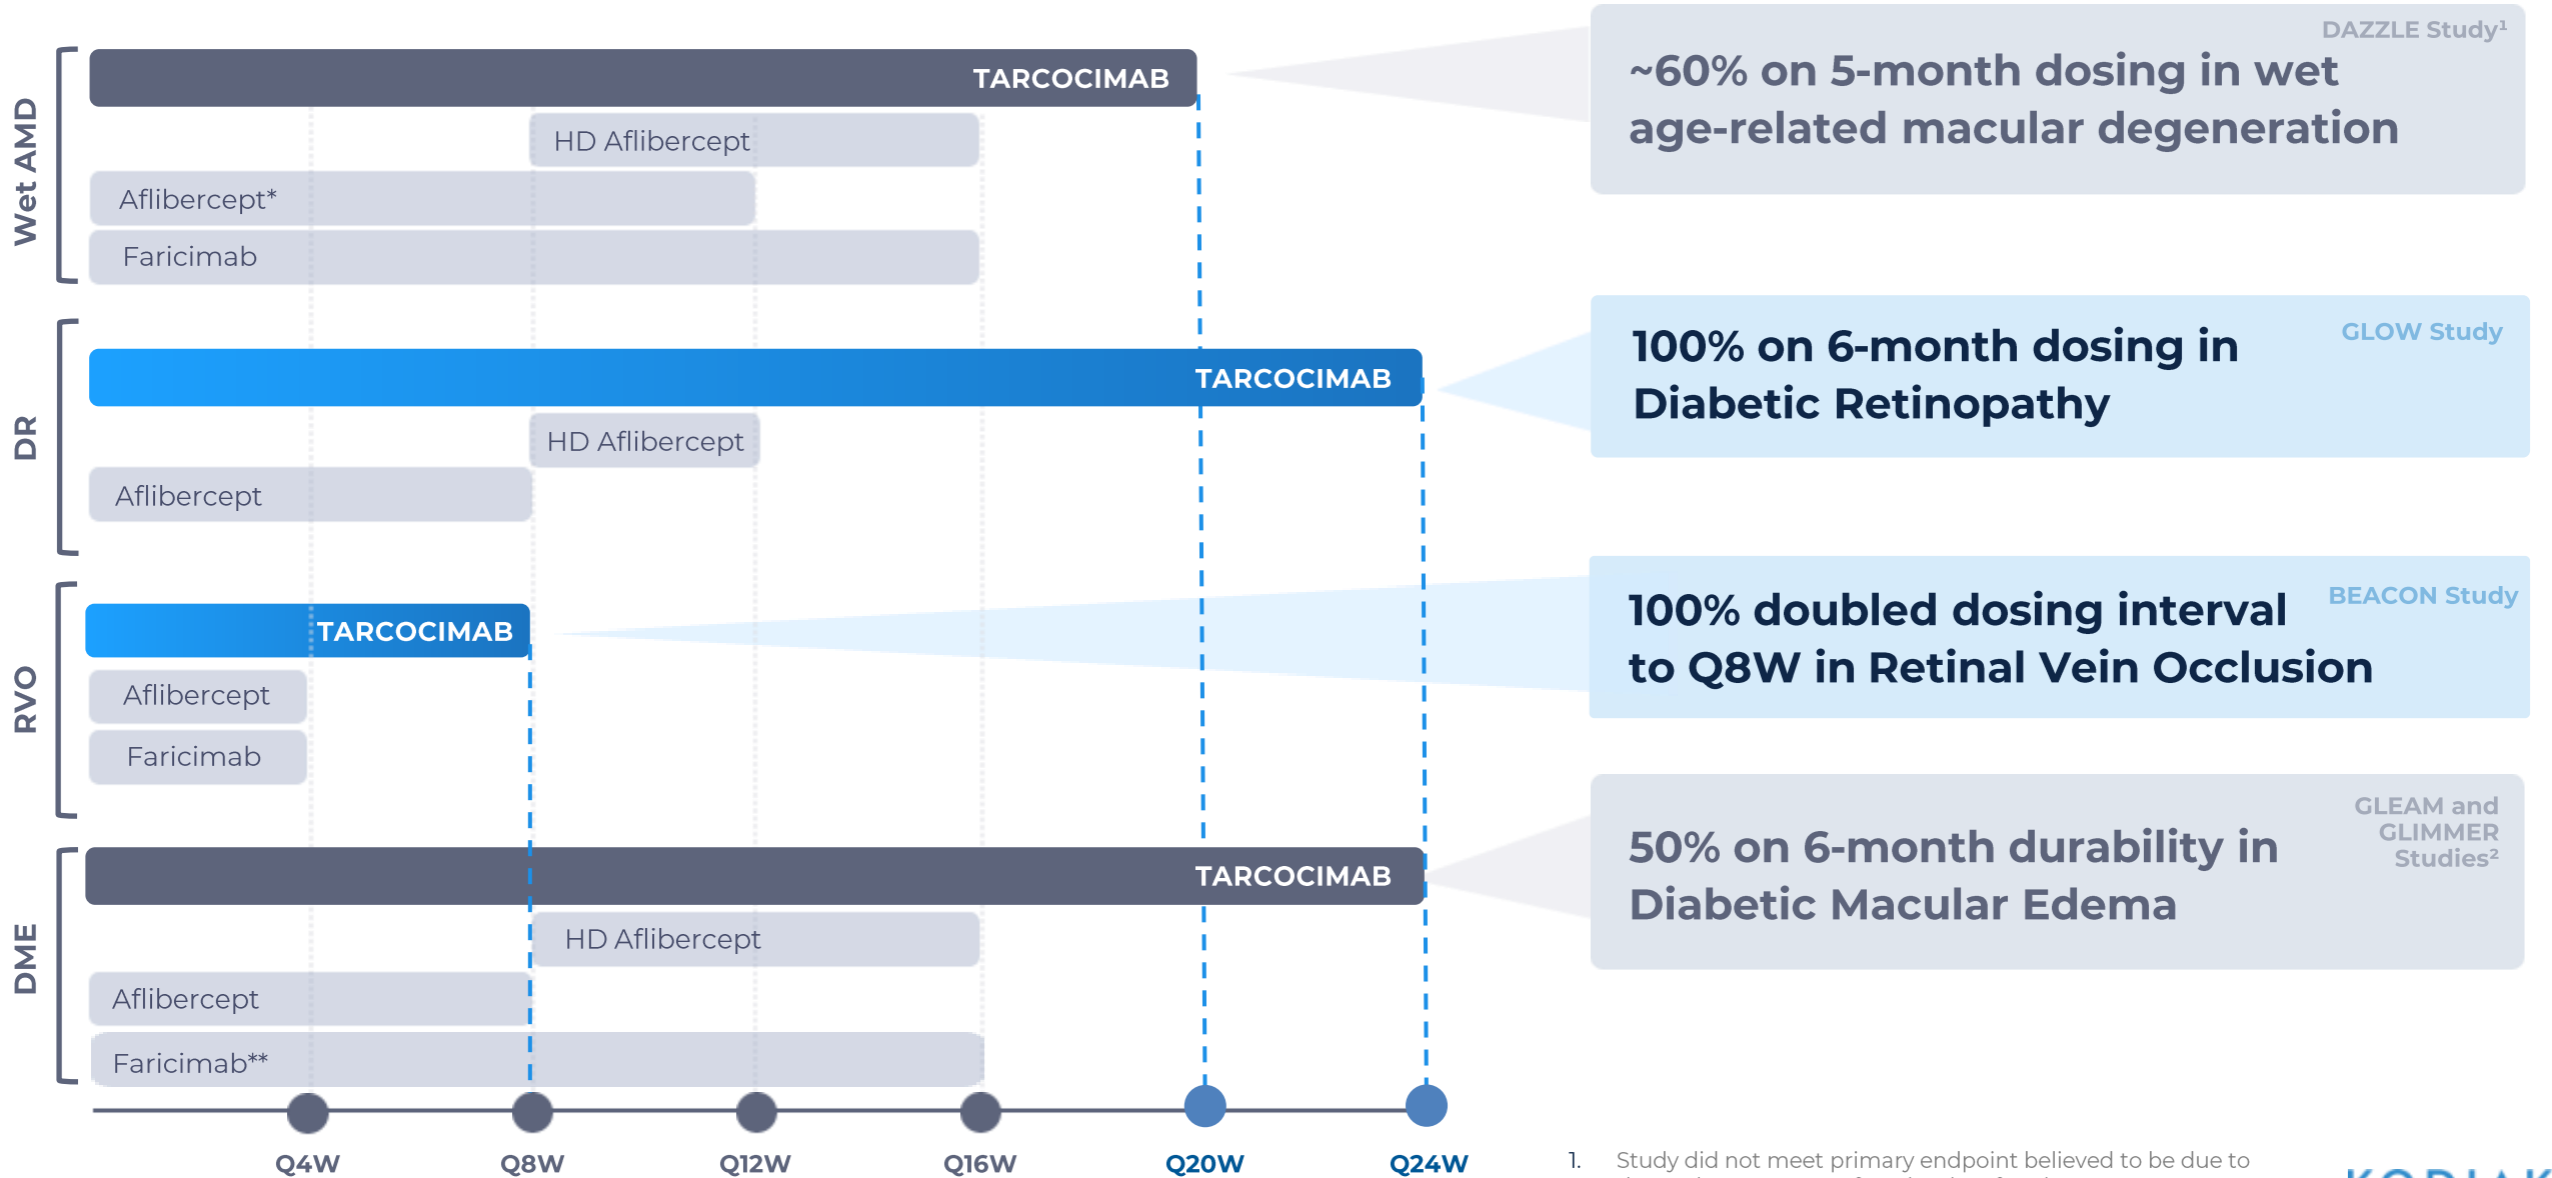 Wet AMD
TARCOCIMAB
HD Aflibercept
Aflibercept*
Faricimab
DAZZLE Study¹
~60% on 5-month dosing in wet
age-related macular degeneration
DR
TARCOCIMAB
HD Aflibercept
Aflibercept
GLOW Study
100% on 6-month dosing in
Diabetic Retinopathy
RVO
TARCOCIMAB
Aflibercept
Faricimab
BEACON Study
100% doubled dosing interval
to Q8W in Retinal Vein Occlusion
DME
TARCOCIMAB
HD Aflibercept
Aflibercept
Faricimab**
GLEAM and
GLIMMER
Studies²
50% on 6-month durability in
Diabetic Macular Edema
Q4W Q8W Q12W Q16W Q20W Q24W
1. Study did not meet primary endpoint believed to be due to
KODIAK